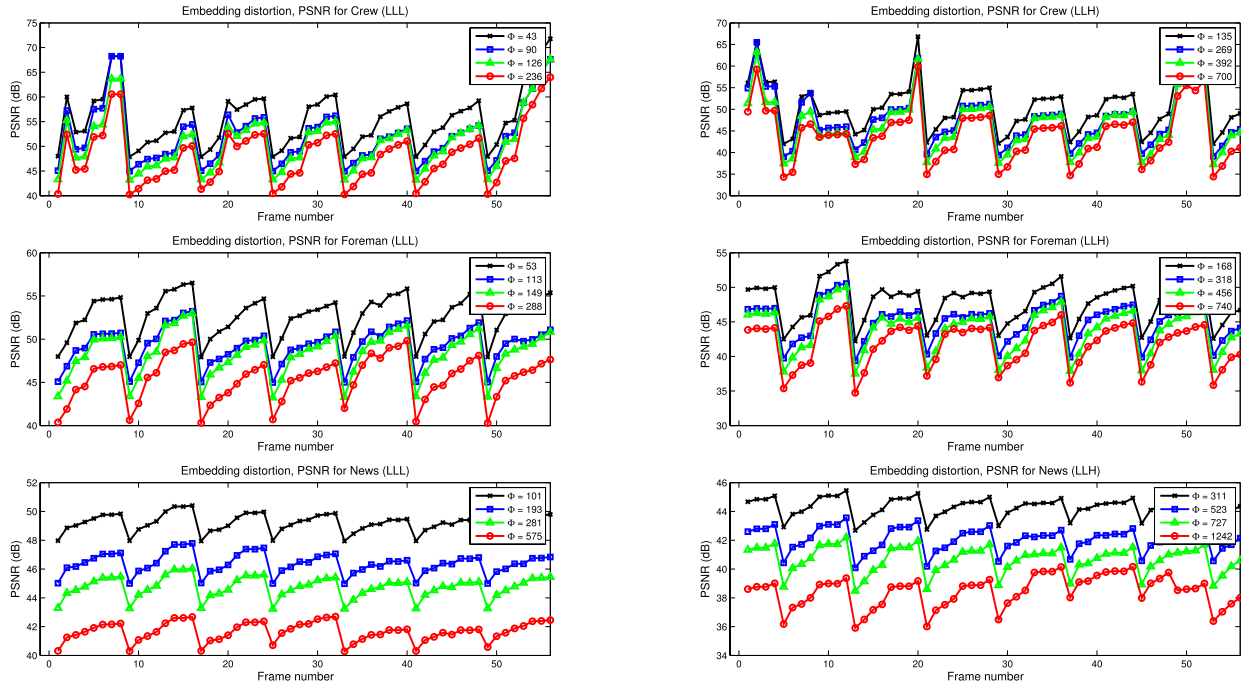 Embedding distortion, PSNR for Crew (LLL)
PSNR (dB)
75
70
65
60
55
50
45
40
0 10 20 30 40 50
Frame number
Φ = 43
Φ = 90
Φ = 126
Φ = 236
Embedding distortion, PSNR for Crew (LLH)
PSNR (dB)
70
65
60
55
50
45
40
35
30
0 10 20 30 40 50
Frame number
Φ = 135
Φ = 269
Φ = 392
Φ = 700
Embedding distortion, PSNR for Foreman (LLL)
PSNR (dB)
60
55
50
45
40
0 10 20 30 40 50
Frame number
Φ = 53
Φ = 113
Φ = 149
Φ = 288
Embedding distortion, PSNR for Foreman (LLH)
PSNR (dB)
55
50
45
40
35
30
0 10 20 30 40 50
Frame number
Φ = 168
Φ = 318
Φ = 456
Φ = 740
Embedding distortion, PSNR for News (LLL)
PSNR (dB)
52
50
48
46
44
42
40
0 10 20 30 40 50
Frame number
Φ = 101
Φ = 193
Φ = 281
Φ = 575
Embedding distortion, PSNR for News (LLH)
PSNR (dB)
46
44
42
40
38
36
34
0 10 20 30 40 50
Frame number
Φ = 311
Φ = 523
Φ = 727
Φ = 1242